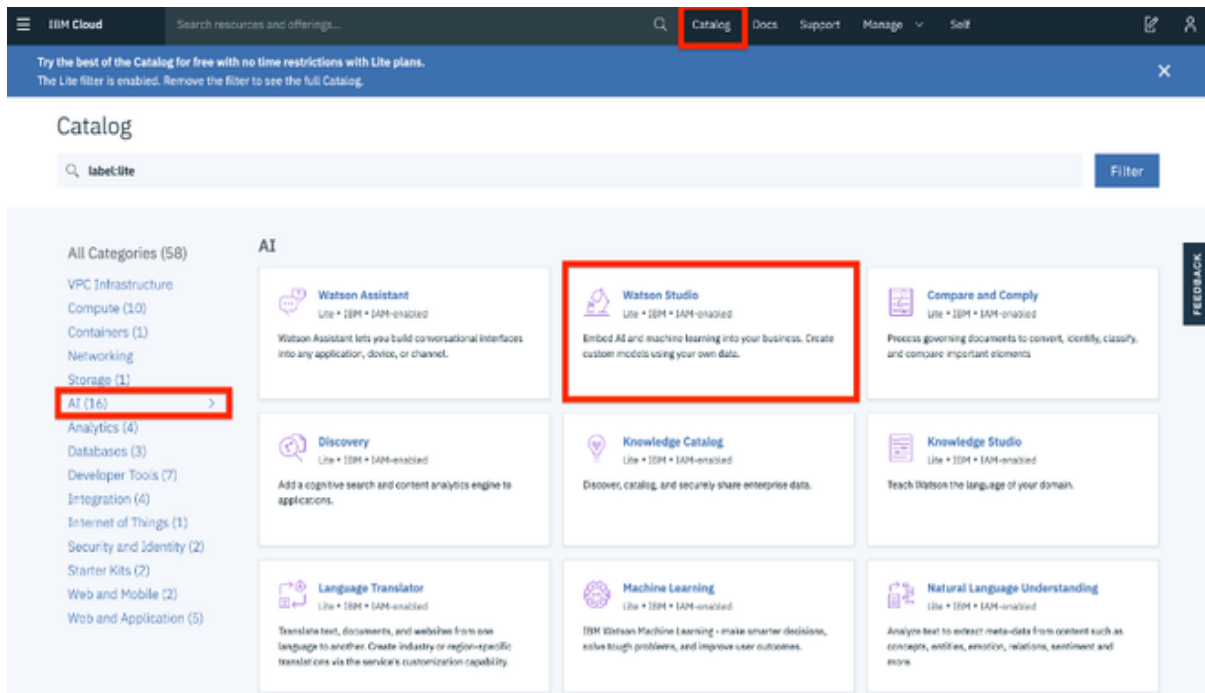 IBM Cloud
Search resources and offerings...
Catalog
Docs
Support
Manage
Self
Try the best of the Catalog for free with no time restrictions with Lite plans.
The Lite filter is enabled. Remove the filter to see the full Catalog.
Catalog
label:lite
Filter
FEEDBACK
All Categories (58)
VPC Infrastructure
Compute (10)
Containers (1)
Networking
Storage (1)
AI (16)
Analytics (4)
Databases (3)
Developer Tools (7)
Integration (4)
Internet of Things (1)
Security and Identity (2)
Starter Kits (2)
Web and Mobile (2)
Web and Application (5)
AI
Watson Assistant
Lite • IBM • IAM-enabled
Watson Assistant lets you build conversational interfaces
into any application, device, or channel.
Watson Studio
Lite • IBM • IAM-enabled
Embed AI and machine learning into your business. Create
custom models using your own data.
Compare and Comply
Lite • IBM • IAM-enabled
Process governing documents to convert, identify, classify,
and compare important elements
Discovery
Lite • IBM • IAM-enabled
Add a cognitive search and content analytics engine to
applications.
Knowledge Catalog
Lite • IBM • IAM-enabled
Discover, catalog, and securely share enterprise data.
Knowledge Studio
Lite • IBM • IAM-enabled
Teach Watson the language of your domain.
Language Translator
Lite • IBM • IAM-enabled
Translate text, documents, and websites from one
language to another. Create industry or region-specific
translations via the service's customization capability.
Machine Learning
Lite • IBM • IAM-enabled
IBM Watson Machine Learning - make smarter decisions,
solve tough problems, and improve user outcomes.
Natural Language Understanding
Lite • IBM • IAM-enabled
Analyze text to extract meta-data from content such as
concepts, entities, emotion, relations, sentiment and
more.